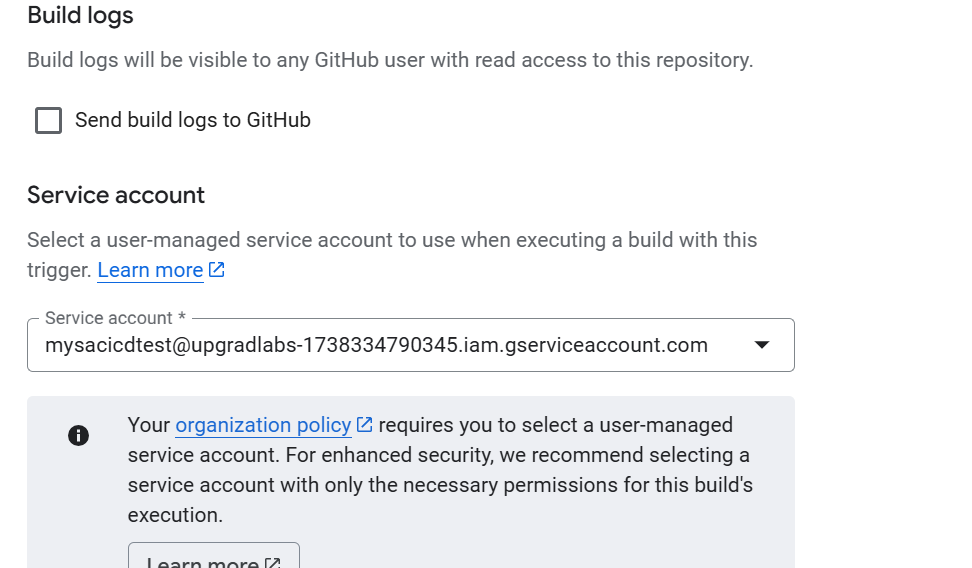 Build logs
Build logs will be visible to any GitHub user with read access to this repository.
Send build logs to GitHub
Service account
Select a user-managed service account to use when executing a build with this
trigger. Learn more
Service account *
mysacicdtest@upgradlabs-1738334790345.iam.gserviceaccount.com
Your organization policy requires you to select a user-managed
service account. For enhanced security, we recommend selecting a
service account with only the necessary permissions for this build's
execution.
Learn more